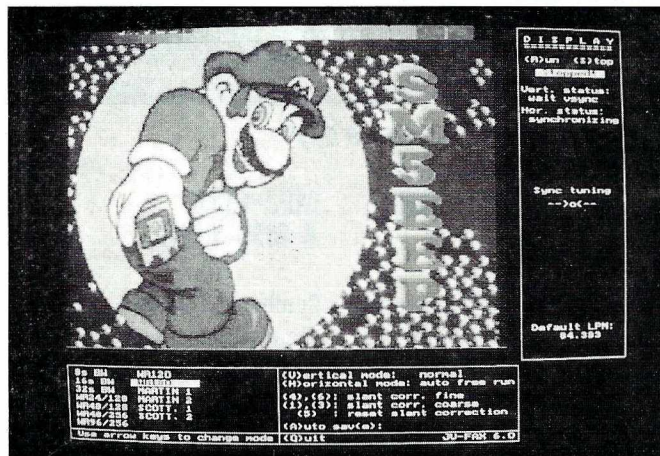 DISPLAY
(R)un (S)top
Vert. status:
wait vsync
Hor. status:
synchronizing
Sync tuning
-->o<--
Default LPM:
84.393
M
SM5EEP
8s BW
16s BW
32s BW
WR24/128
WR48/128
WR48/256
WR96/256
WR120
MARTIN 1
MARTIN 2
SCOTT. 1
SCOTT. 2
Use arrow keys to change mode
(V)ertical mode: normal
(H)orizontal mode: auto free run
(4),(6): slant corr. fine
(1),(3): slant corr. coarse
(5) : reset slant correction
(A)uto sav(e):
(Q)uit
JV-FAX 6.0